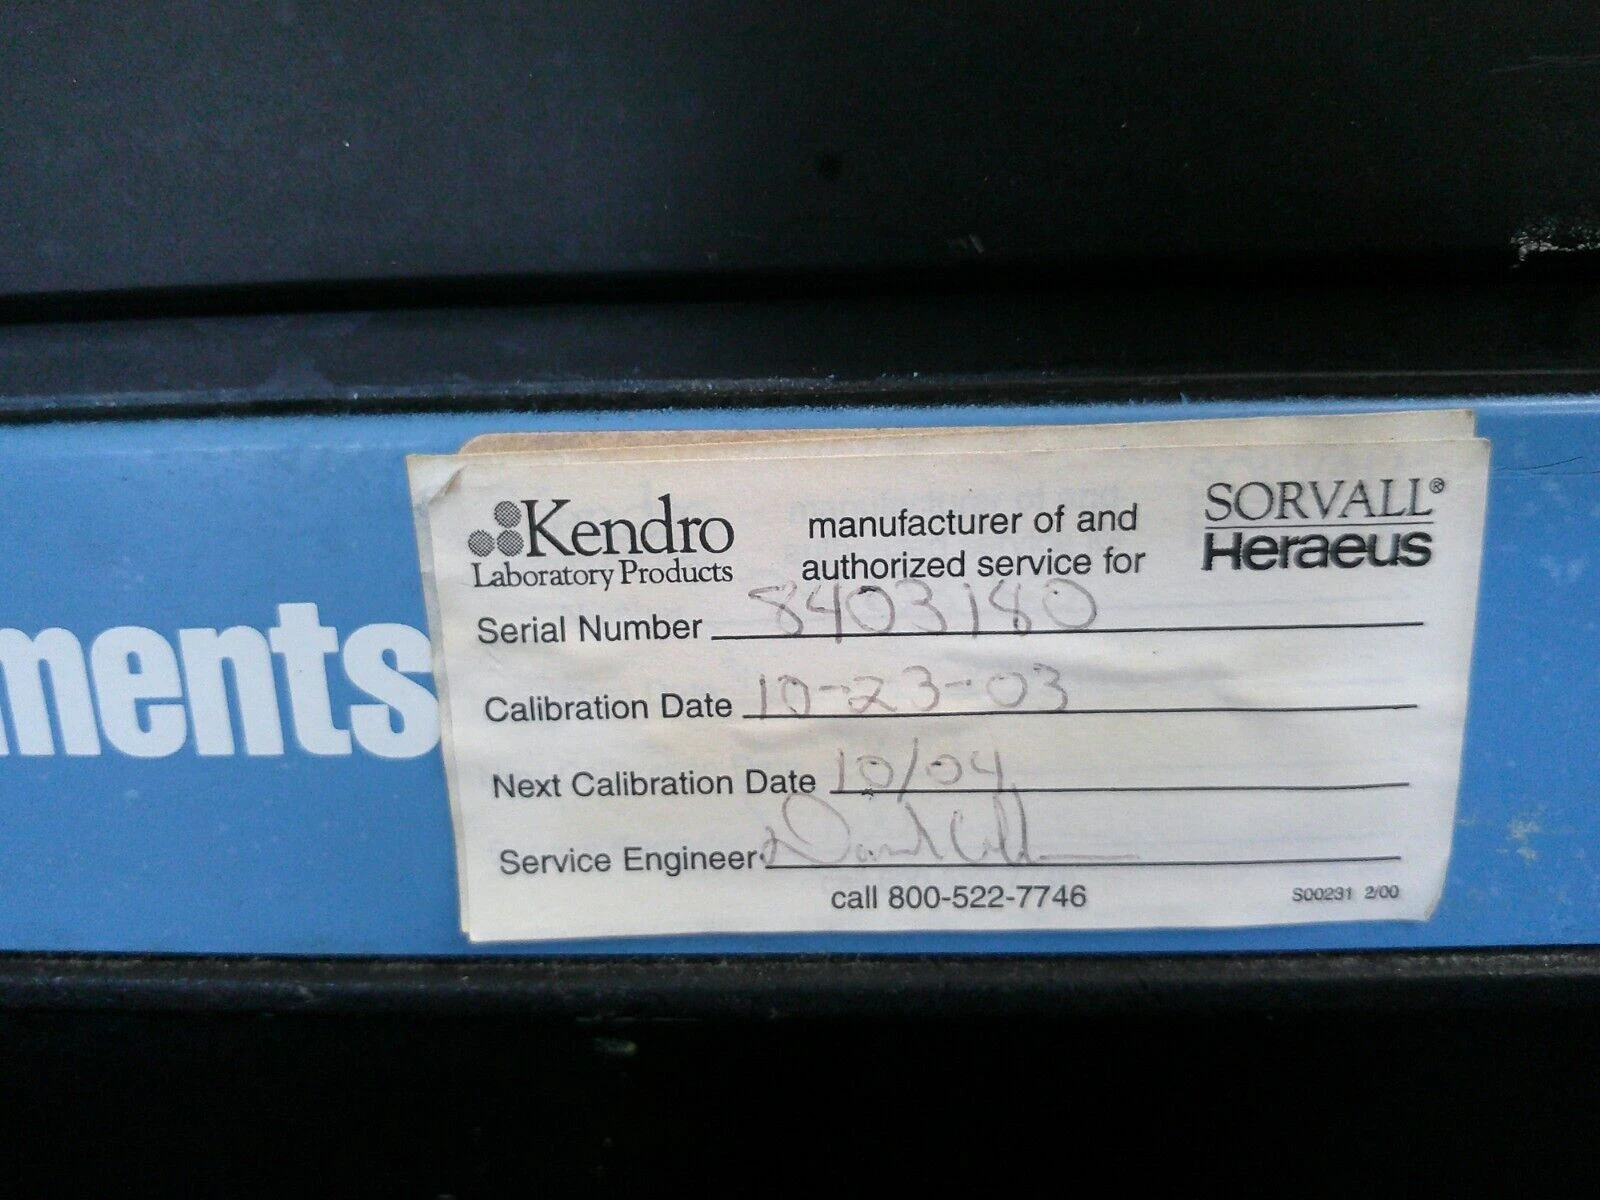 Kendro
Laboratory Products
manufacturer of and
authorized service for
SORVALL®
Heraeus
Serial Number 8403180
Calibration Date 10-23-03
Next Calibration Date 10/04
Service Engineer
call 800-522-7746
S00231 2/00
ments